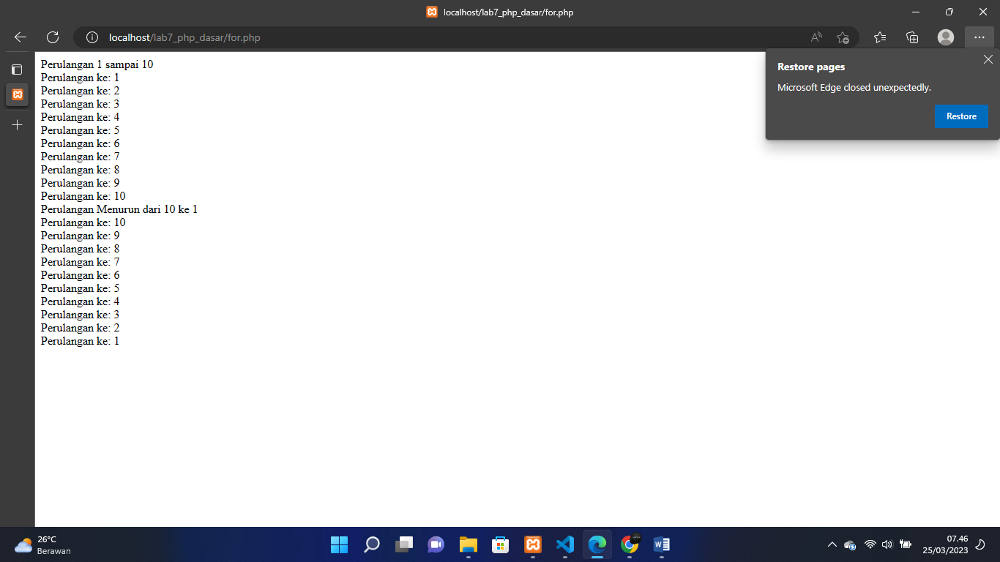 localhost/lab7_php_dasar/for.php
localhost/lab7_php_dasar/for.php
Restore pages
Microsoft Edge closed unexpectedly.
Restore
Perulangan 1 sampai 10
Perulangan ke: 1
Perulangan ke: 2
Perulangan ke: 3
Perulangan ke: 4
Perulangan ke: 5
Perulangan ke: 6
Perulangan ke: 7
Perulangan ke: 8
Perulangan ke: 9
Perulangan ke: 10
Perulangan Menurun dari 10 ke 1
Perulangan ke: 10
Perulangan ke: 9
Perulangan ke: 8
Perulangan ke: 7
Perulangan ke: 6
Perulangan ke: 5
Perulangan ke: 4
Perulangan ke: 3
Perulangan ke: 2
Perulangan ke: 1
26°C
Berawan
07.46
25/03/2023